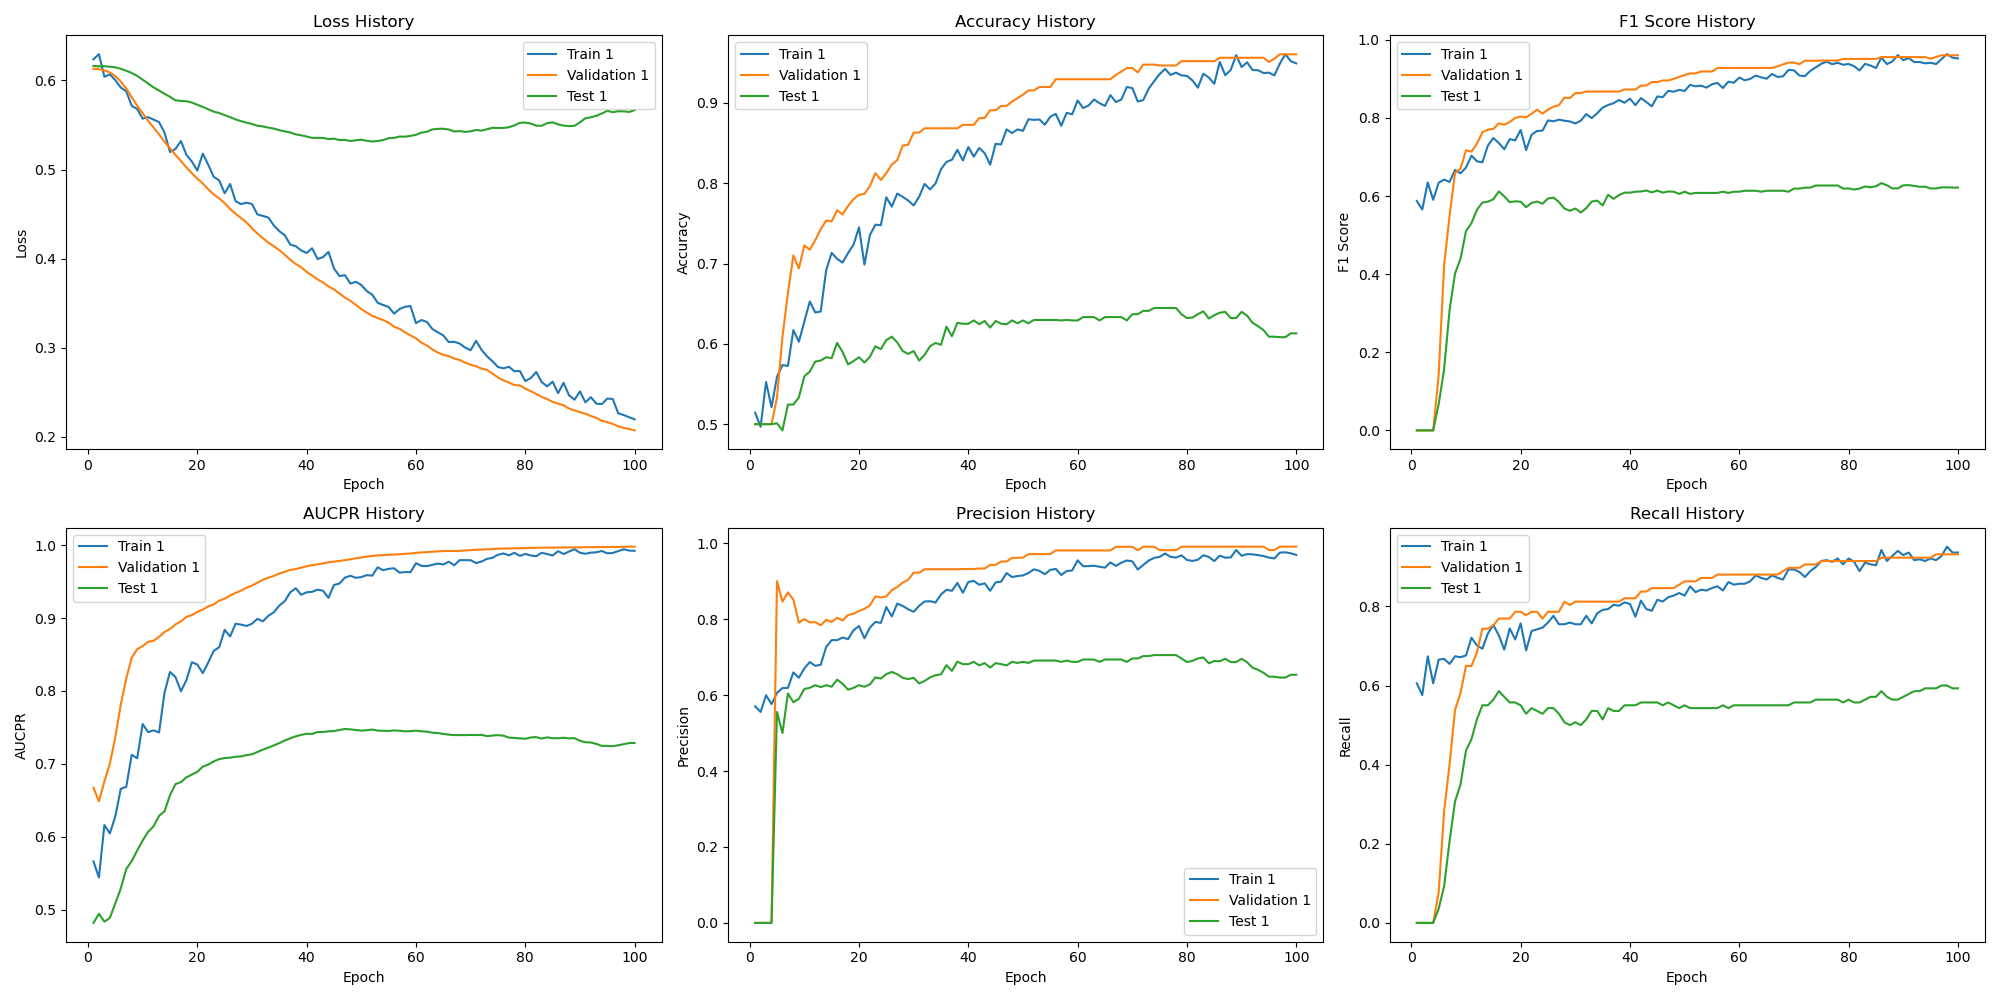 Loss History
Train 1
Validation 1
Test 1
0.6
0.5
0.4
0.3
0.2
Loss
0 20 40 60 80 100
Epoch
Accuracy History
Train 1
Validation 1
Test 1
0.9
0.8
0.7
0.6
0.5
Accuracy
0 20 40 60 80 100
Epoch
F1 Score History
Train 1
Validation 1
Test 1
1.0
0.8
0.6
0.4
0.2
0.0
F1 Score
0 20 40 60 80 100
Epoch
AUCPR History
Train 1
Validation 1
Test 1
1.0
0.9
0.8
0.7
0.6
0.5
AUCPR
0 20 40 60 80 100
Epoch
Precision History
1.0
0.8
0.6
0.4
0.2
0.0
Precision
Train 1
Validation 1
Test 1
0 20 40 60 80 100
Epoch
Recall History
Train 1
Validation 1
Test 1
0.8
0.6
0.4
0.2
0.0
Recall
0 20 40 60 80 100
Epoch